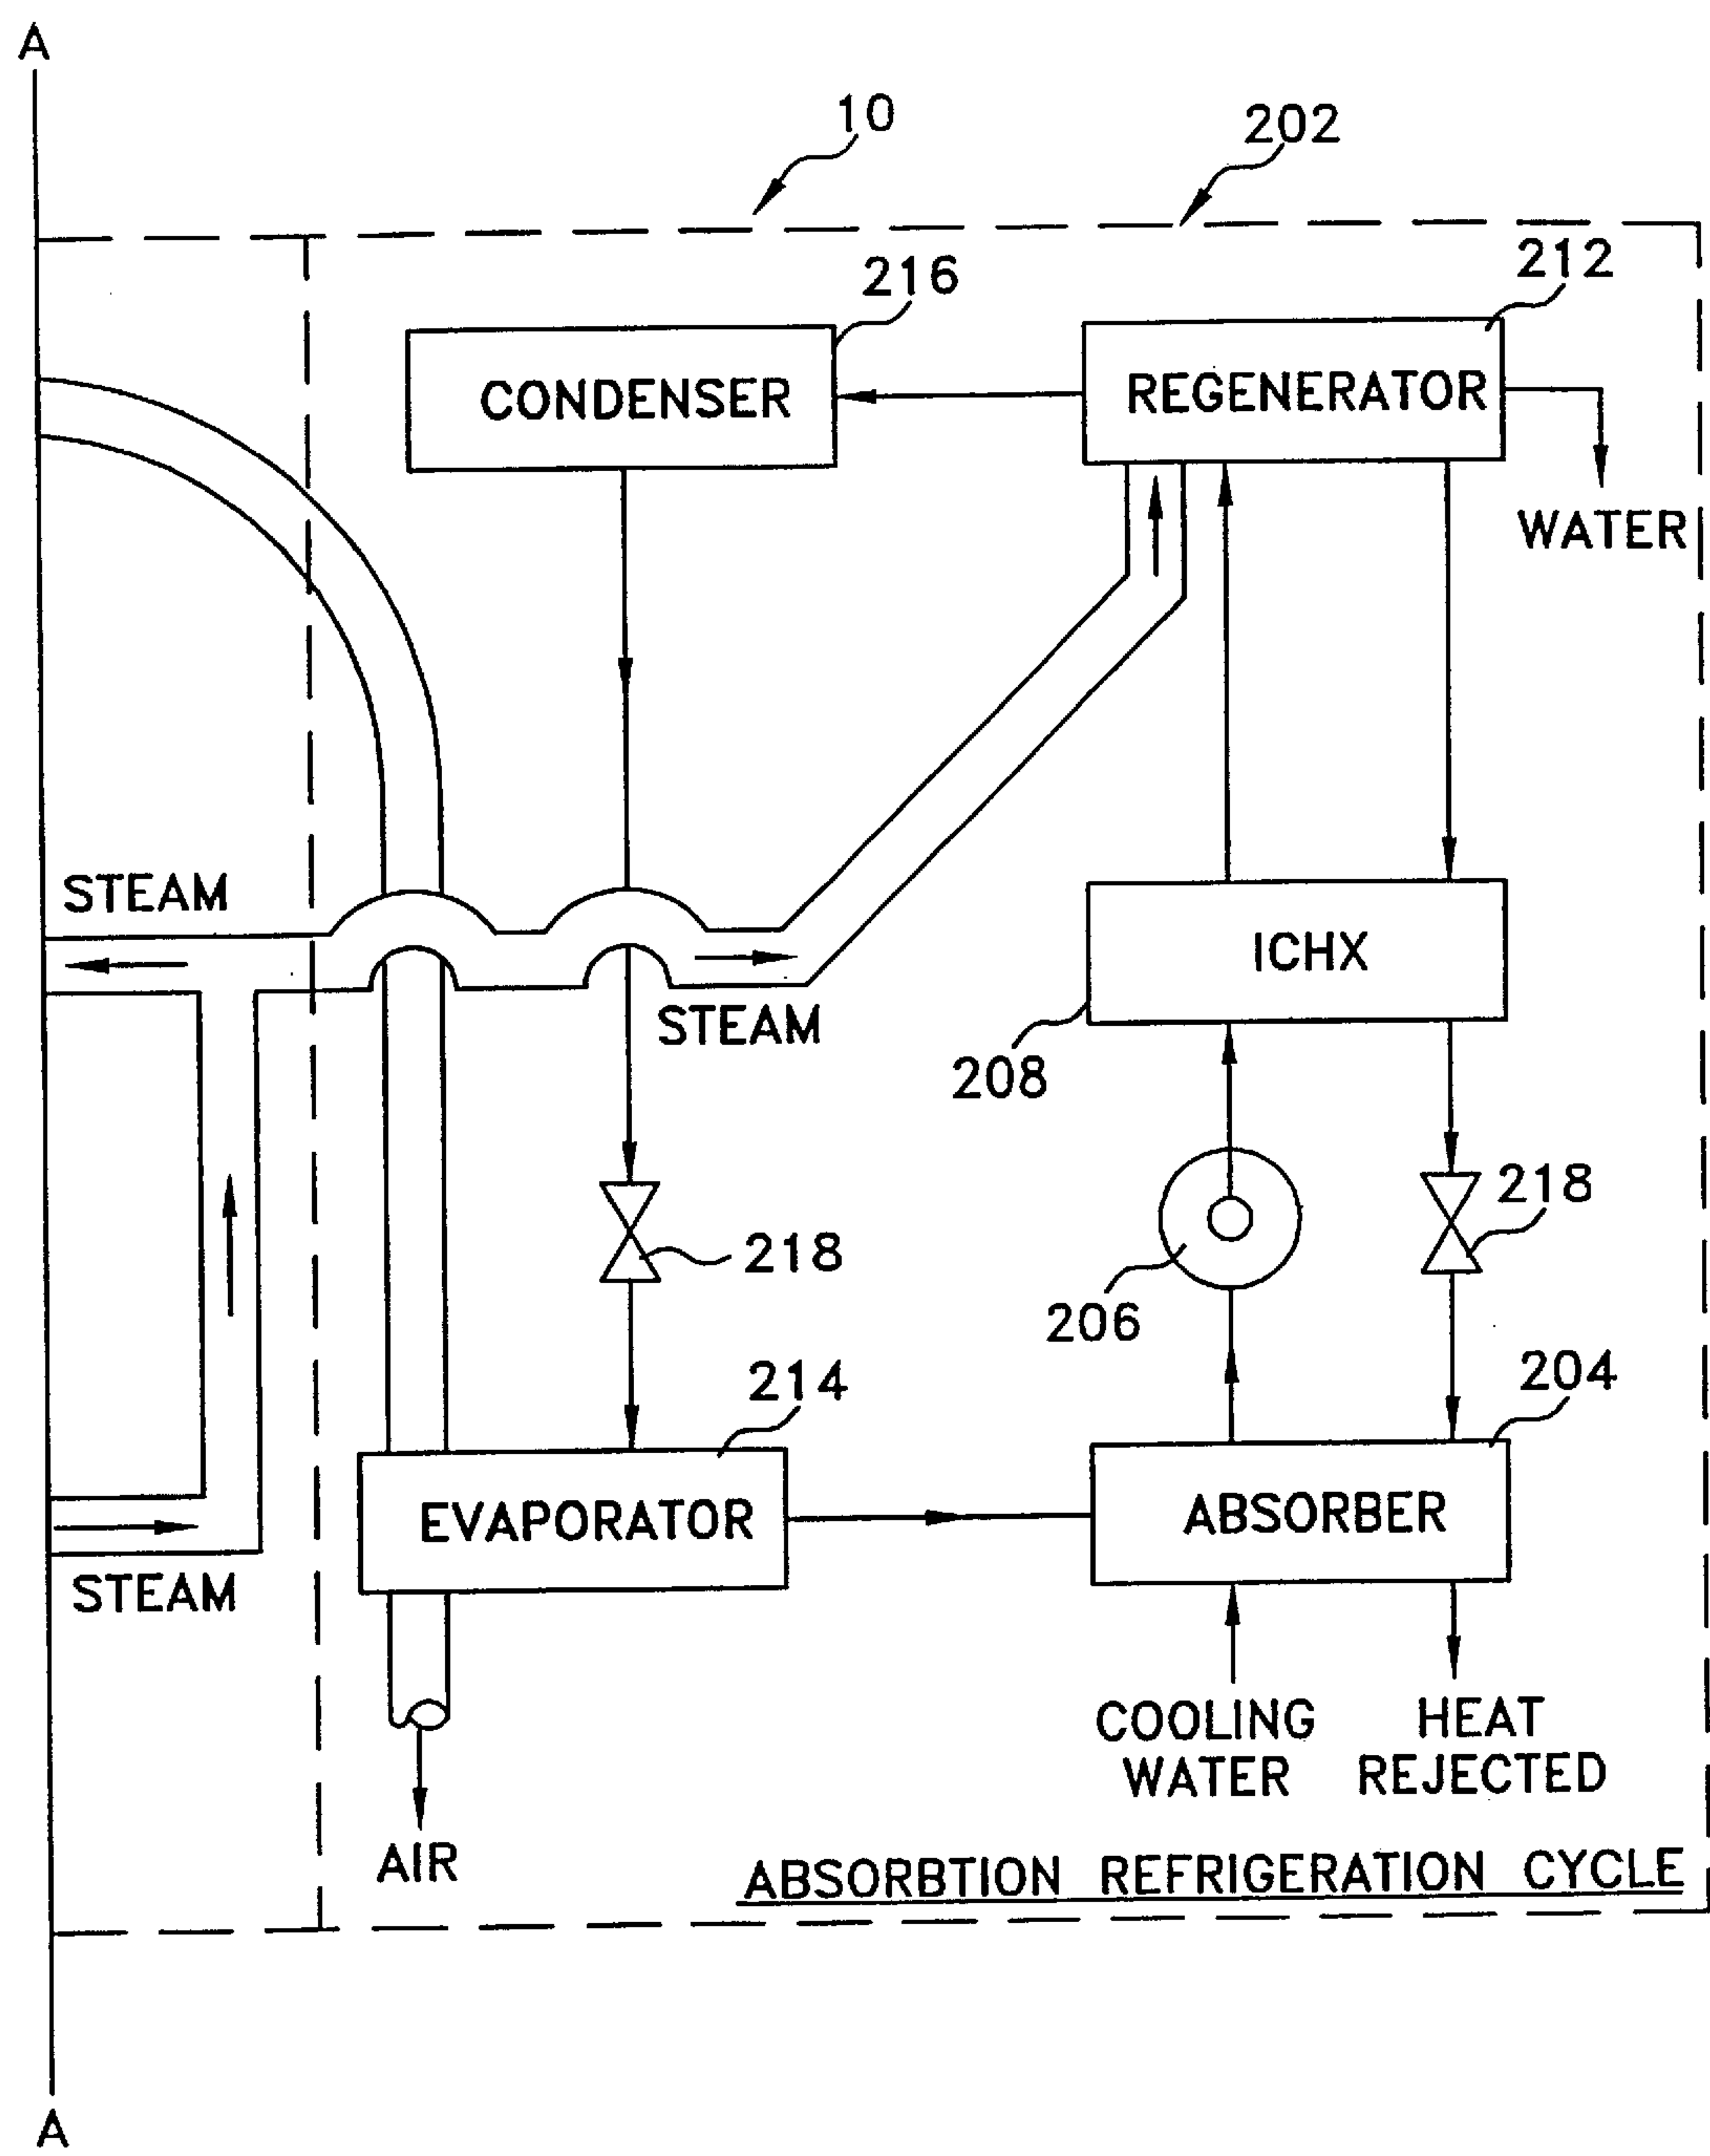 A
10
202
212
216
CONDENSER
REGENERATOR
WATER
STEAM
ICHX
STEAM
208
218
218
206
214
204
EVAPORATOR
ABSORBER
STEAM
COOLING
WATER
HEAT
REJECTED
AIR
ABSORBTION REFRIGERATION CYCLE
A